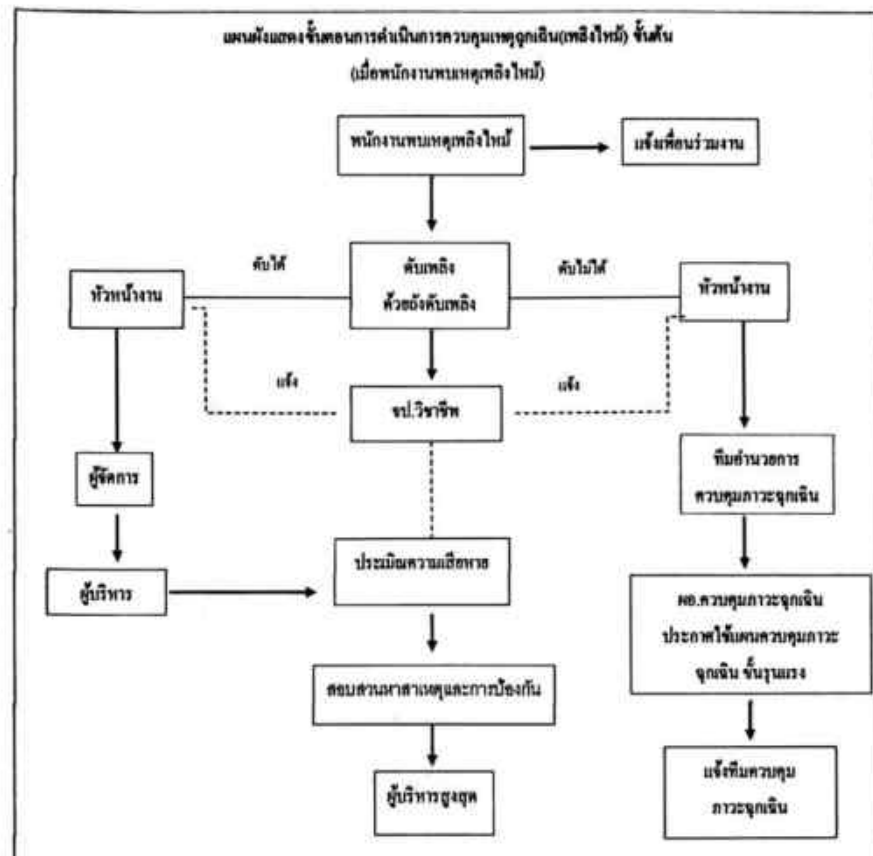 แผนผังแสดงขั้นตอนการดำเนินการควบคุมเหตุฉุกเฉิน(เพลิงไหม้) ขั้นต้น
(เมื่อพนักงานพบเหตุเพลิงไหม้)
พนักงานพบเหตุเพลิงไหม้
แจ้งเพื่อนร่วมงาน
ดับได้
ดับเพลิง
ด้วยถังดับเพลิง
ดับไม่ได้
หัวหน้างาน
หัวหน้างาน
แจ้ง
แจ้ง
จป.วิชาชีพ
ผู้จัดการ
ทีมอำนวยการ
ควบคุมภาวะฉุกเฉิน
ประเมิณความเสียหาย
ผู้บริหาร
ผอ.ควบคุมภาวะฉุกเฉิน
ประกาศใช้แผนควบคุมภาวะ
ฉุกเฉิน ขั้นรุนแรง
สอบสวนหาสาเหตุและการป้องกัน
ผู้บริหารสูงสุด
แจ้งทีมควบคุม
ภาวะฉุกเฉิน